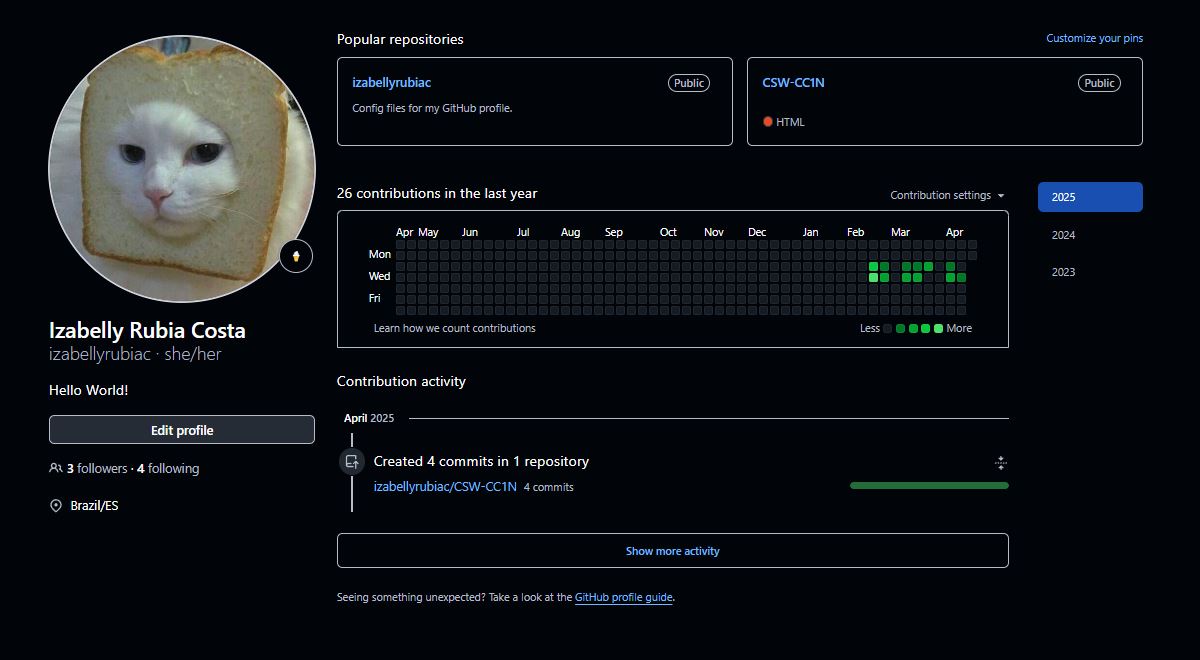 Izabelly Rubia Costa
izabellyrubiac · she/her
Hello World!
Edit profile
3 followers · 4 following
Brazil/ES
Popular repositories
Customize your pins
izabellyrubiac Public
Config files for my GitHub profile.
CSW-CC1N Public
HTML
26 contributions in the last year
Contribution settings
Apr May Jun Jul Aug Sep Oct Nov Dec Jan Feb Mar Apr
Mon
Wed
Fri
Learn how we count contributions
Less More
2025
2024
2023
Contribution activity
April 2025
Created 4 commits in 1 repository
izabellyrubiac/CSW-CC1N 4 commits
Show more activity
Seeing something unexpected? Take a look at the GitHub profile guide.